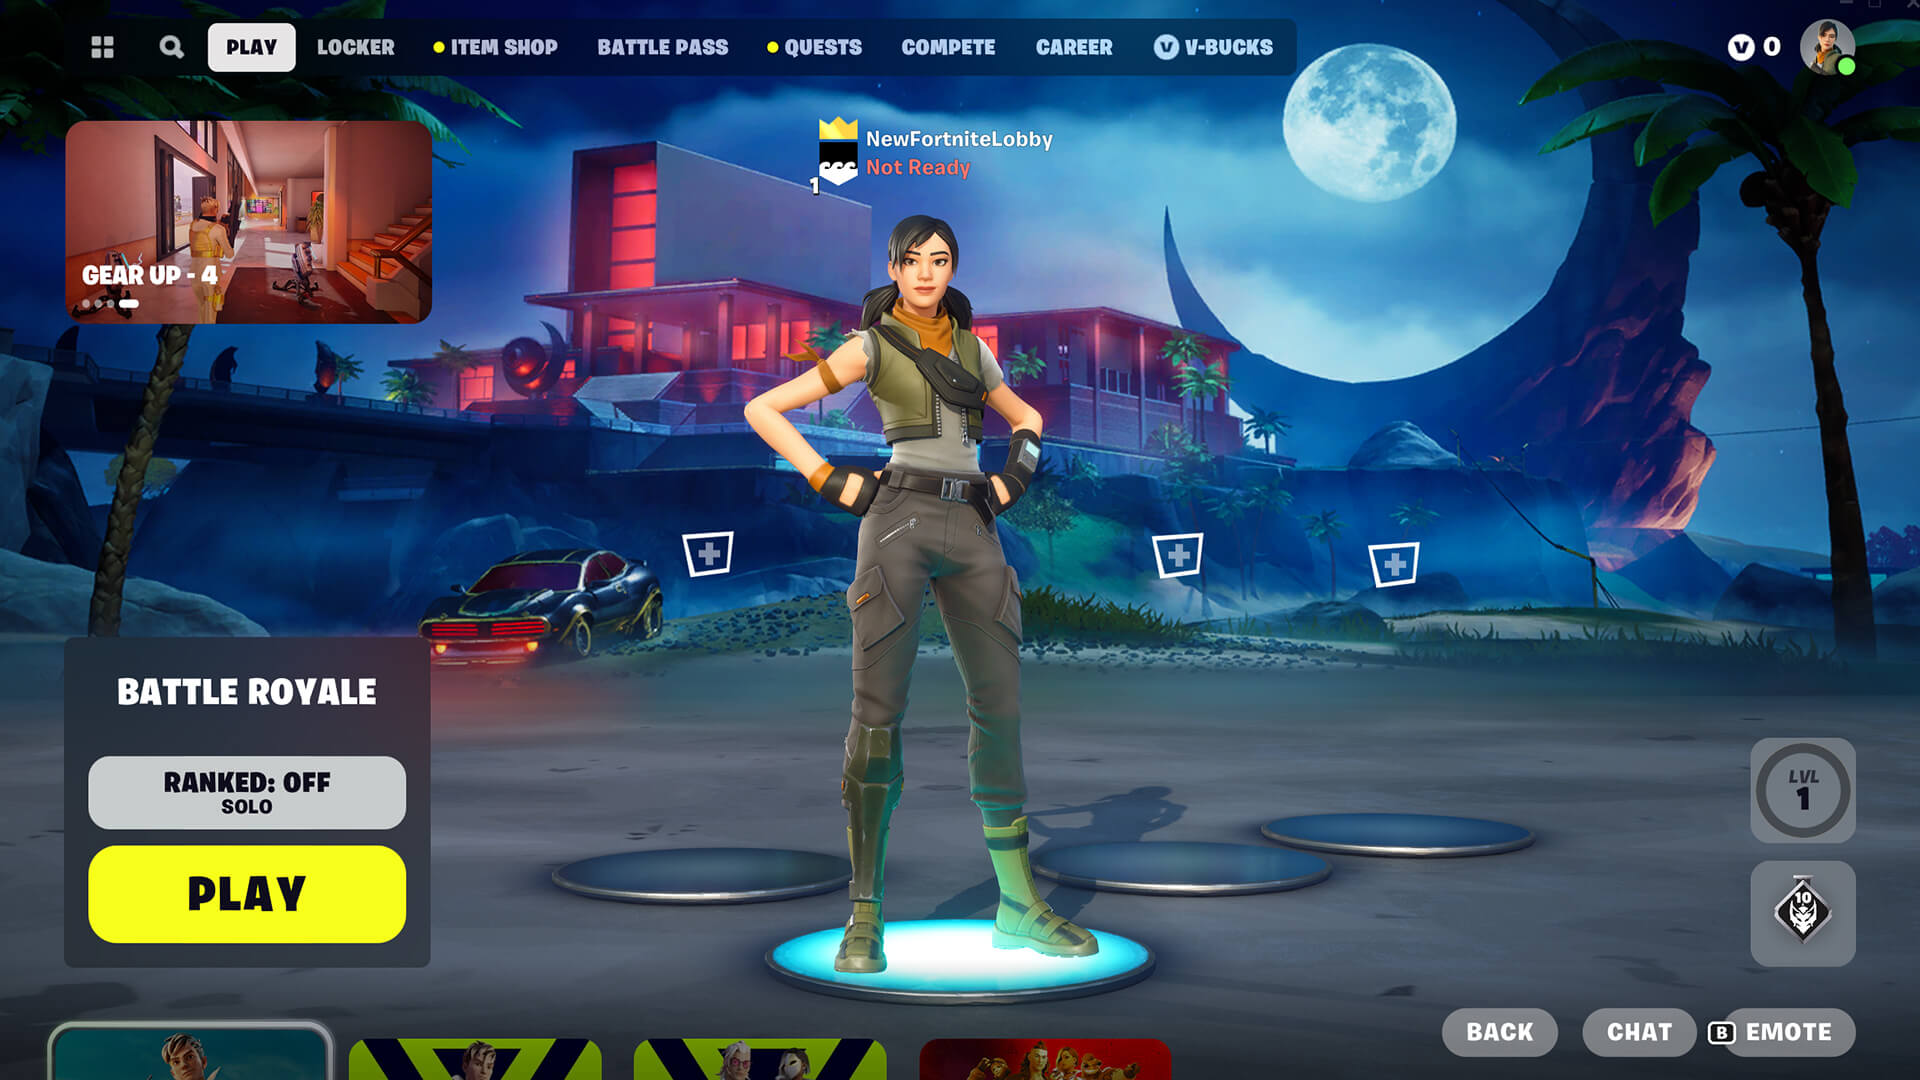 PLAY
LOCKER
ITEM SHOP
BATTLE PASS
QUESTS
COMPETE
CAREER
V V-BUCKS
V 0
NewFortniteLobby
Not Ready
1
GEAR UP - 4
BATTLE ROYALE
RANKED: OFF
SOLO
PLAY
LVL
1
10
BACK
CHAT
B EMOTE